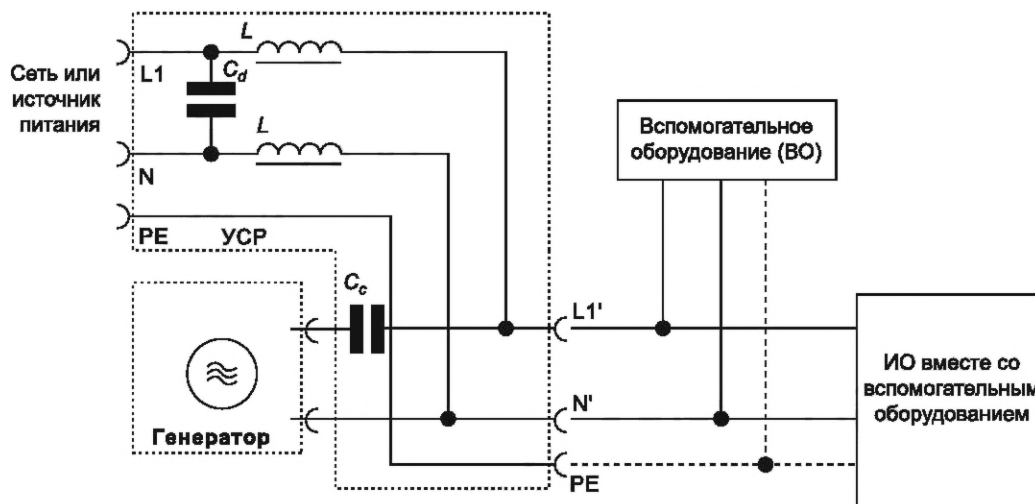 L
L1
C_d
Сеть или
источник
питания
L
N
PE
УСР
Вспомогательное
оборудование (ВО)
C_c
L1'
ИО вместе со
вспомогательным
оборудованием
N'
Генератор
PE